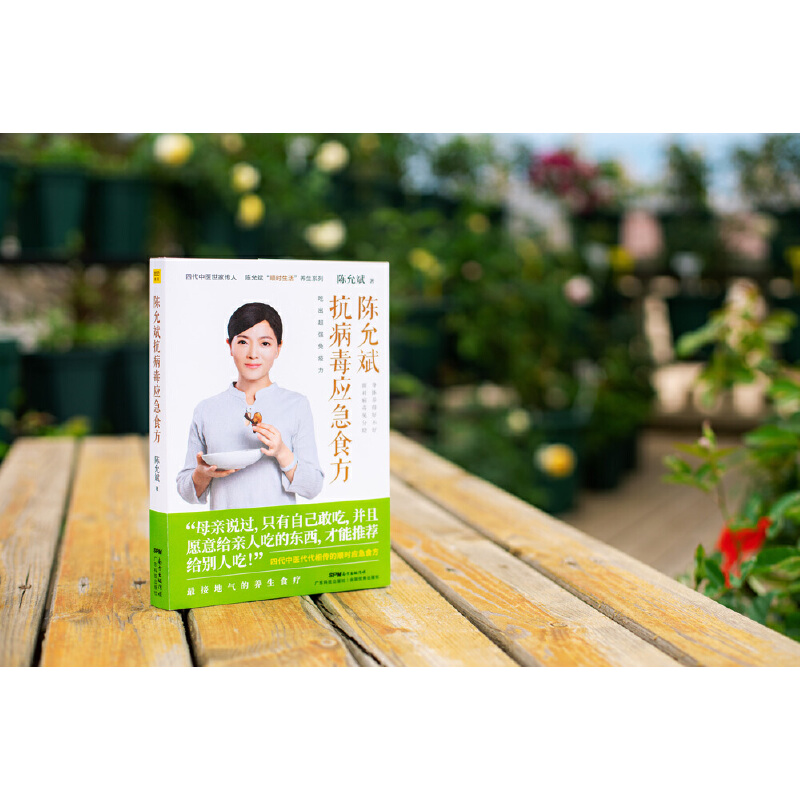 四代中医世家传人 陈允斌“顺时生活”养生系列
陈允斌 著
陈允斌
抗病毒应急食方
吃出超强免疫力
“母亲说过,只有自己敢吃,并且
愿意给亲人吃的东西,才能推荐
给别人吃!”
四代中医代代相传的顺时应急食方
最接地气的养生食疗
陈允斌抗病毒应急食方
陈允斌 著